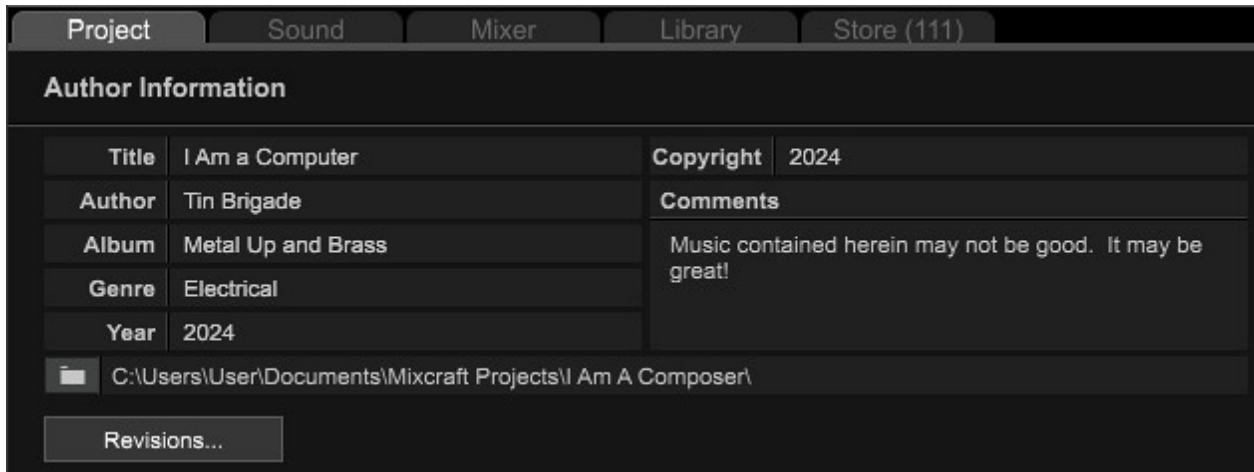 Project Sound Mixer Library Store (111)
Author Information
Title I Am a Computer Copyright 2024
Author Tin Brigade Comments
Album Metal Up and Brass Music contained herein may not be good.  It may be
great!
Genre Electrical
Year 2024
C:\Users\User\Documents\Mixcraft Projects\I Am A Composer\
Revisions...